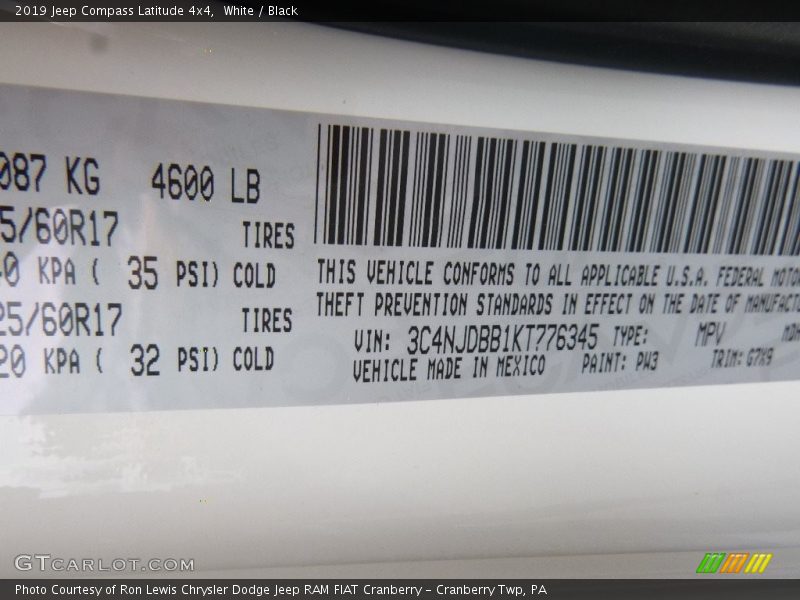 2019 Jeep Compass Latitude 4x4, White / Black
087 KG 4600 LB
5/60R17 TIRES
40 KPA ( 35 PSI) COLD
25/60R17 TIRES
20 KPA ( 32 PSI) COLD
THIS VEHICLE CONFORMS TO ALL APPLICABLE U.S.A. FEDERAL MOTO
THEFT PREVENTION STANDARDS IN EFFECT ON THE DATE OF MANUFACT
VIN: 3C4NJDBB1KT776345 TYPE: MPV
VEHICLE MADE IN MEXICO PAINT: PW3 TRIM: G7X9
GTCARLOT.COM
Photo Courtesy of Ron Lewis Chrysler Dodge Jeep RAM FIAT Cranberry – Cranberry Twp, PA